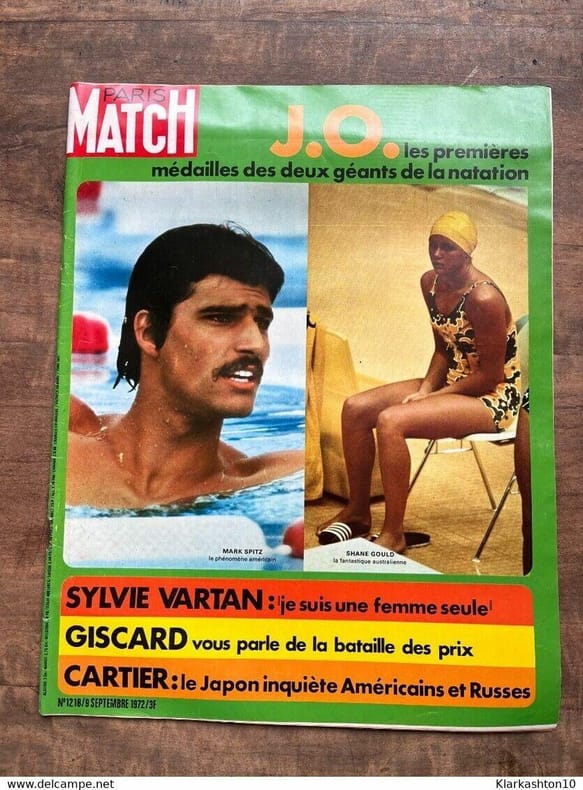 PARIS
MATCH
J.O. les premières
médailles des deux géants de la natation
MARK SPITZ
le phénomène américain
SHANE GOULD
la fantastique australienne
SYLVIE VARTAN: je suis une femme seule
GISCARD vous parle de la bataille des prix
CARTIER: le Japon inquiète Américains et Russes
N°1218/9 SEPTEMBRE 1972/3F
www.delcampe.net
Klarkashton10